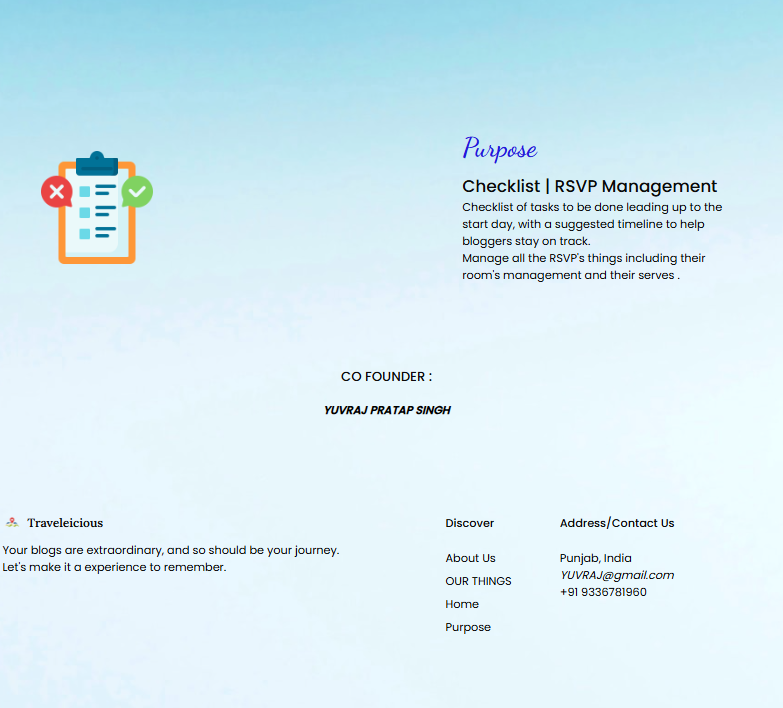 Purpose
Checklist | RSVP Management
Checklist of tasks to be done leading up to the
start day, with a suggested timeline to help
bloggers stay on track.
Manage all the RSVP's things including their
room's management and their serves .
CO FOUNDER :
YUVRAJ PRATAP SINGH
Traveleicious
Your blogs are extraordinary, and so should be your journey.
Let's make it a experience to remember.
Discover
About Us
OUR THINGS
Home
Purpose
Address/Contact Us
Punjab, India
YUVRAJ@gmail.com
+91 9336781960